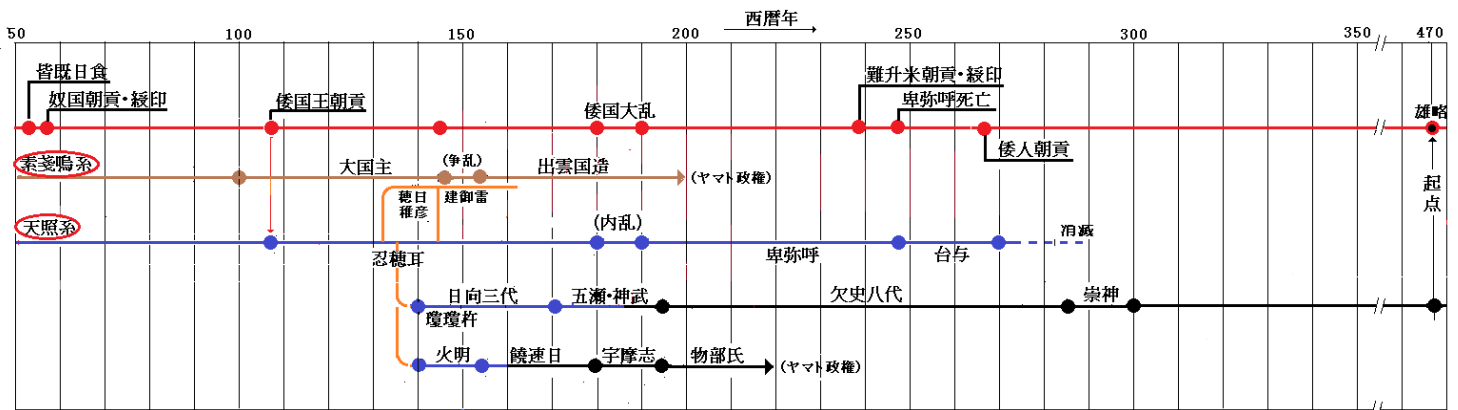 西暦年
50
100
150
200
250
300
350
470
皆既日食
奴国朝貢・綬印
倭国王朝貢
倭国大乱
難升米朝貢・綬印
卑弥呼死亡
倭人朝貢
雄略
素戔嗚系
大国主
(争乱)
出雲国造
(ヤマト政権)
穂日
稚彦
建御雷
起点
天照系
(内乱)
消滅
忍穂耳
卑弥呼
台与
日向三代
五瀬・神武
欠史八代
崇神
瓊瓊杵
火明
饒速日
宇摩志
物部氏
(ヤマト政権)